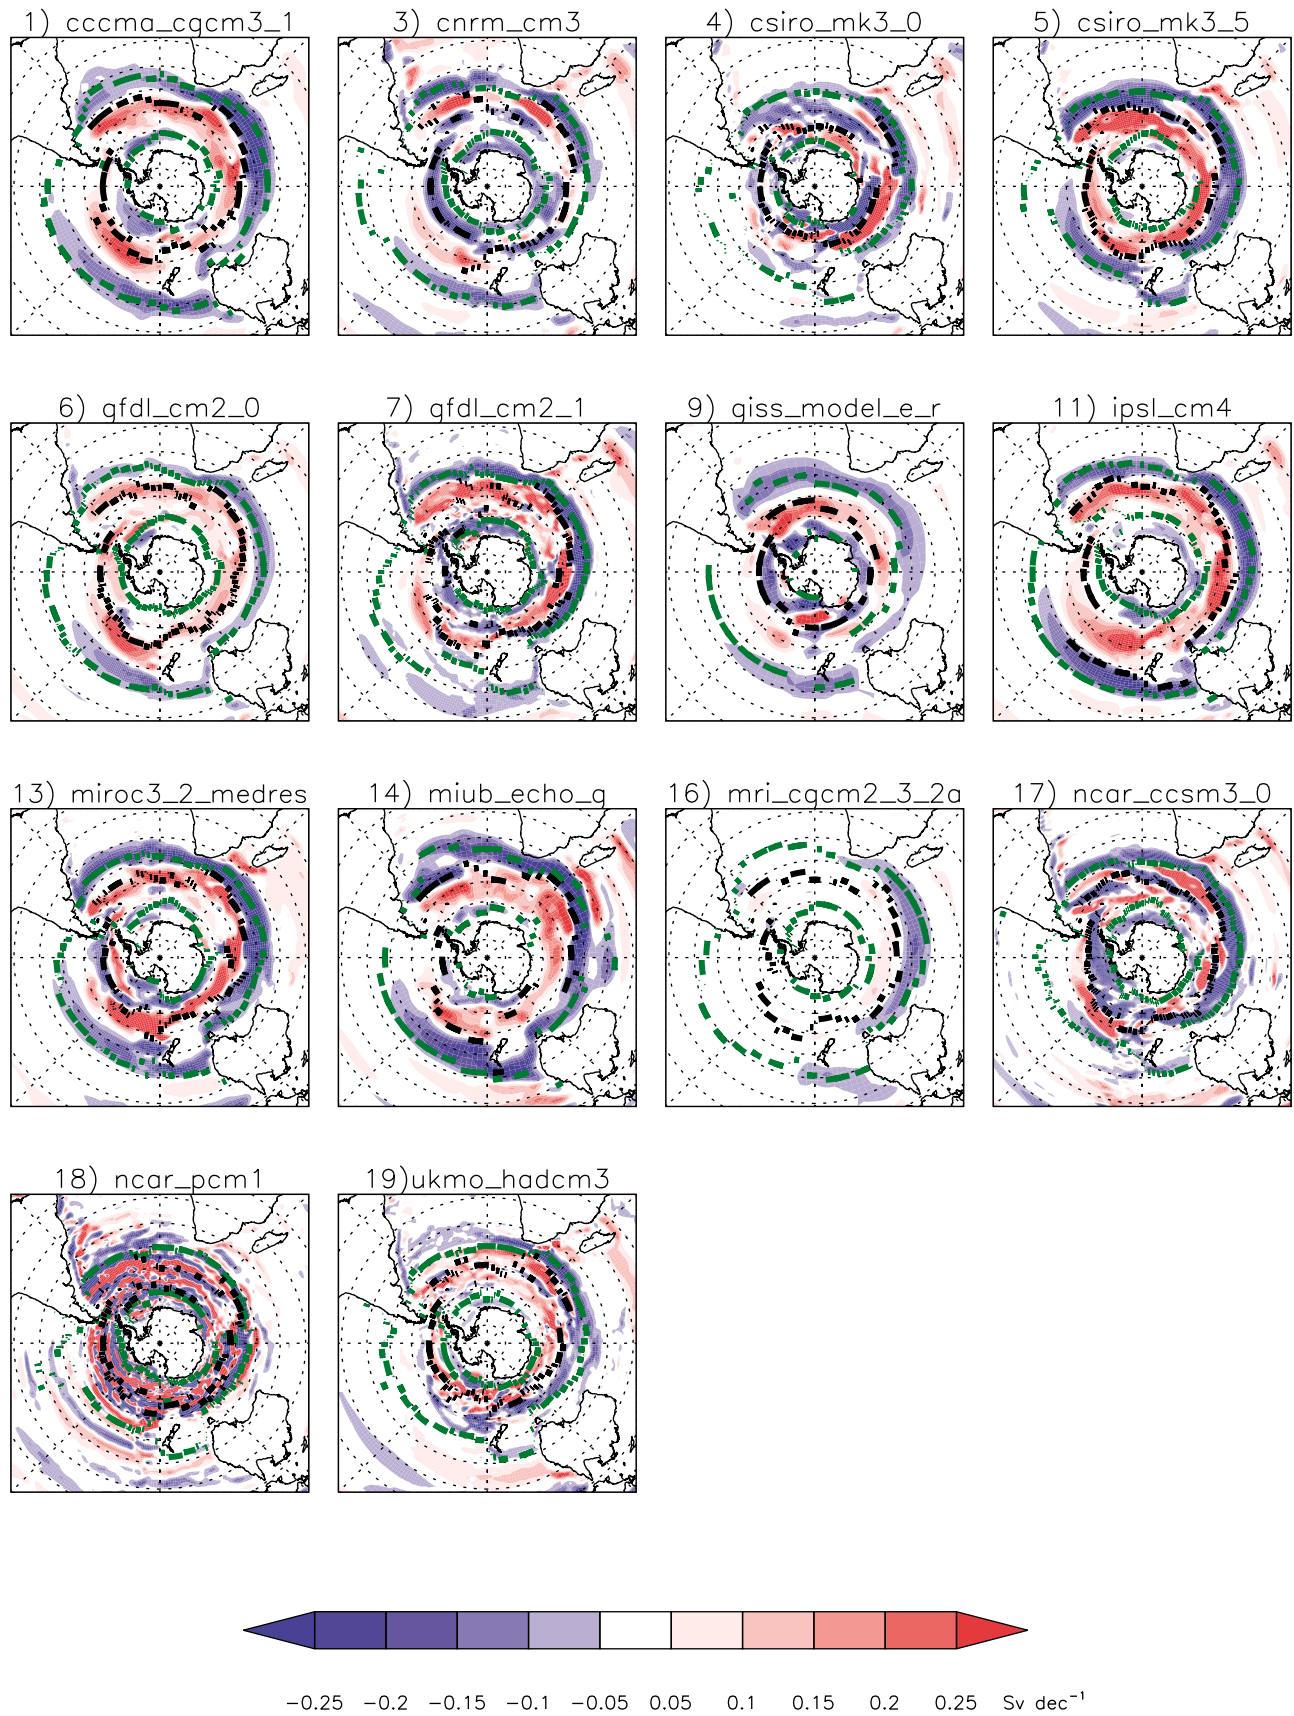 1) cccma_cgcm3_1
3) cnrm_cm3
4) csiro_mk3_0
5) csiro_mk3_5
6) gfdl_cm2_0
7) gfdl_cm2_1
9) giss_model_e_r
11) ipsl_cm4
13) miroc3_2_medres
14) miub_echo_g
16) mri_cgcm2_3_2a
17) ncar_ccsm3_0
18) ncar_pcm1
19)ukmo_hadcm3
-0.25 -0.2 -0.15 -0.1 -0.05 0.05 0.1 0.15 0.2 0.25 Sv dec⁻¹